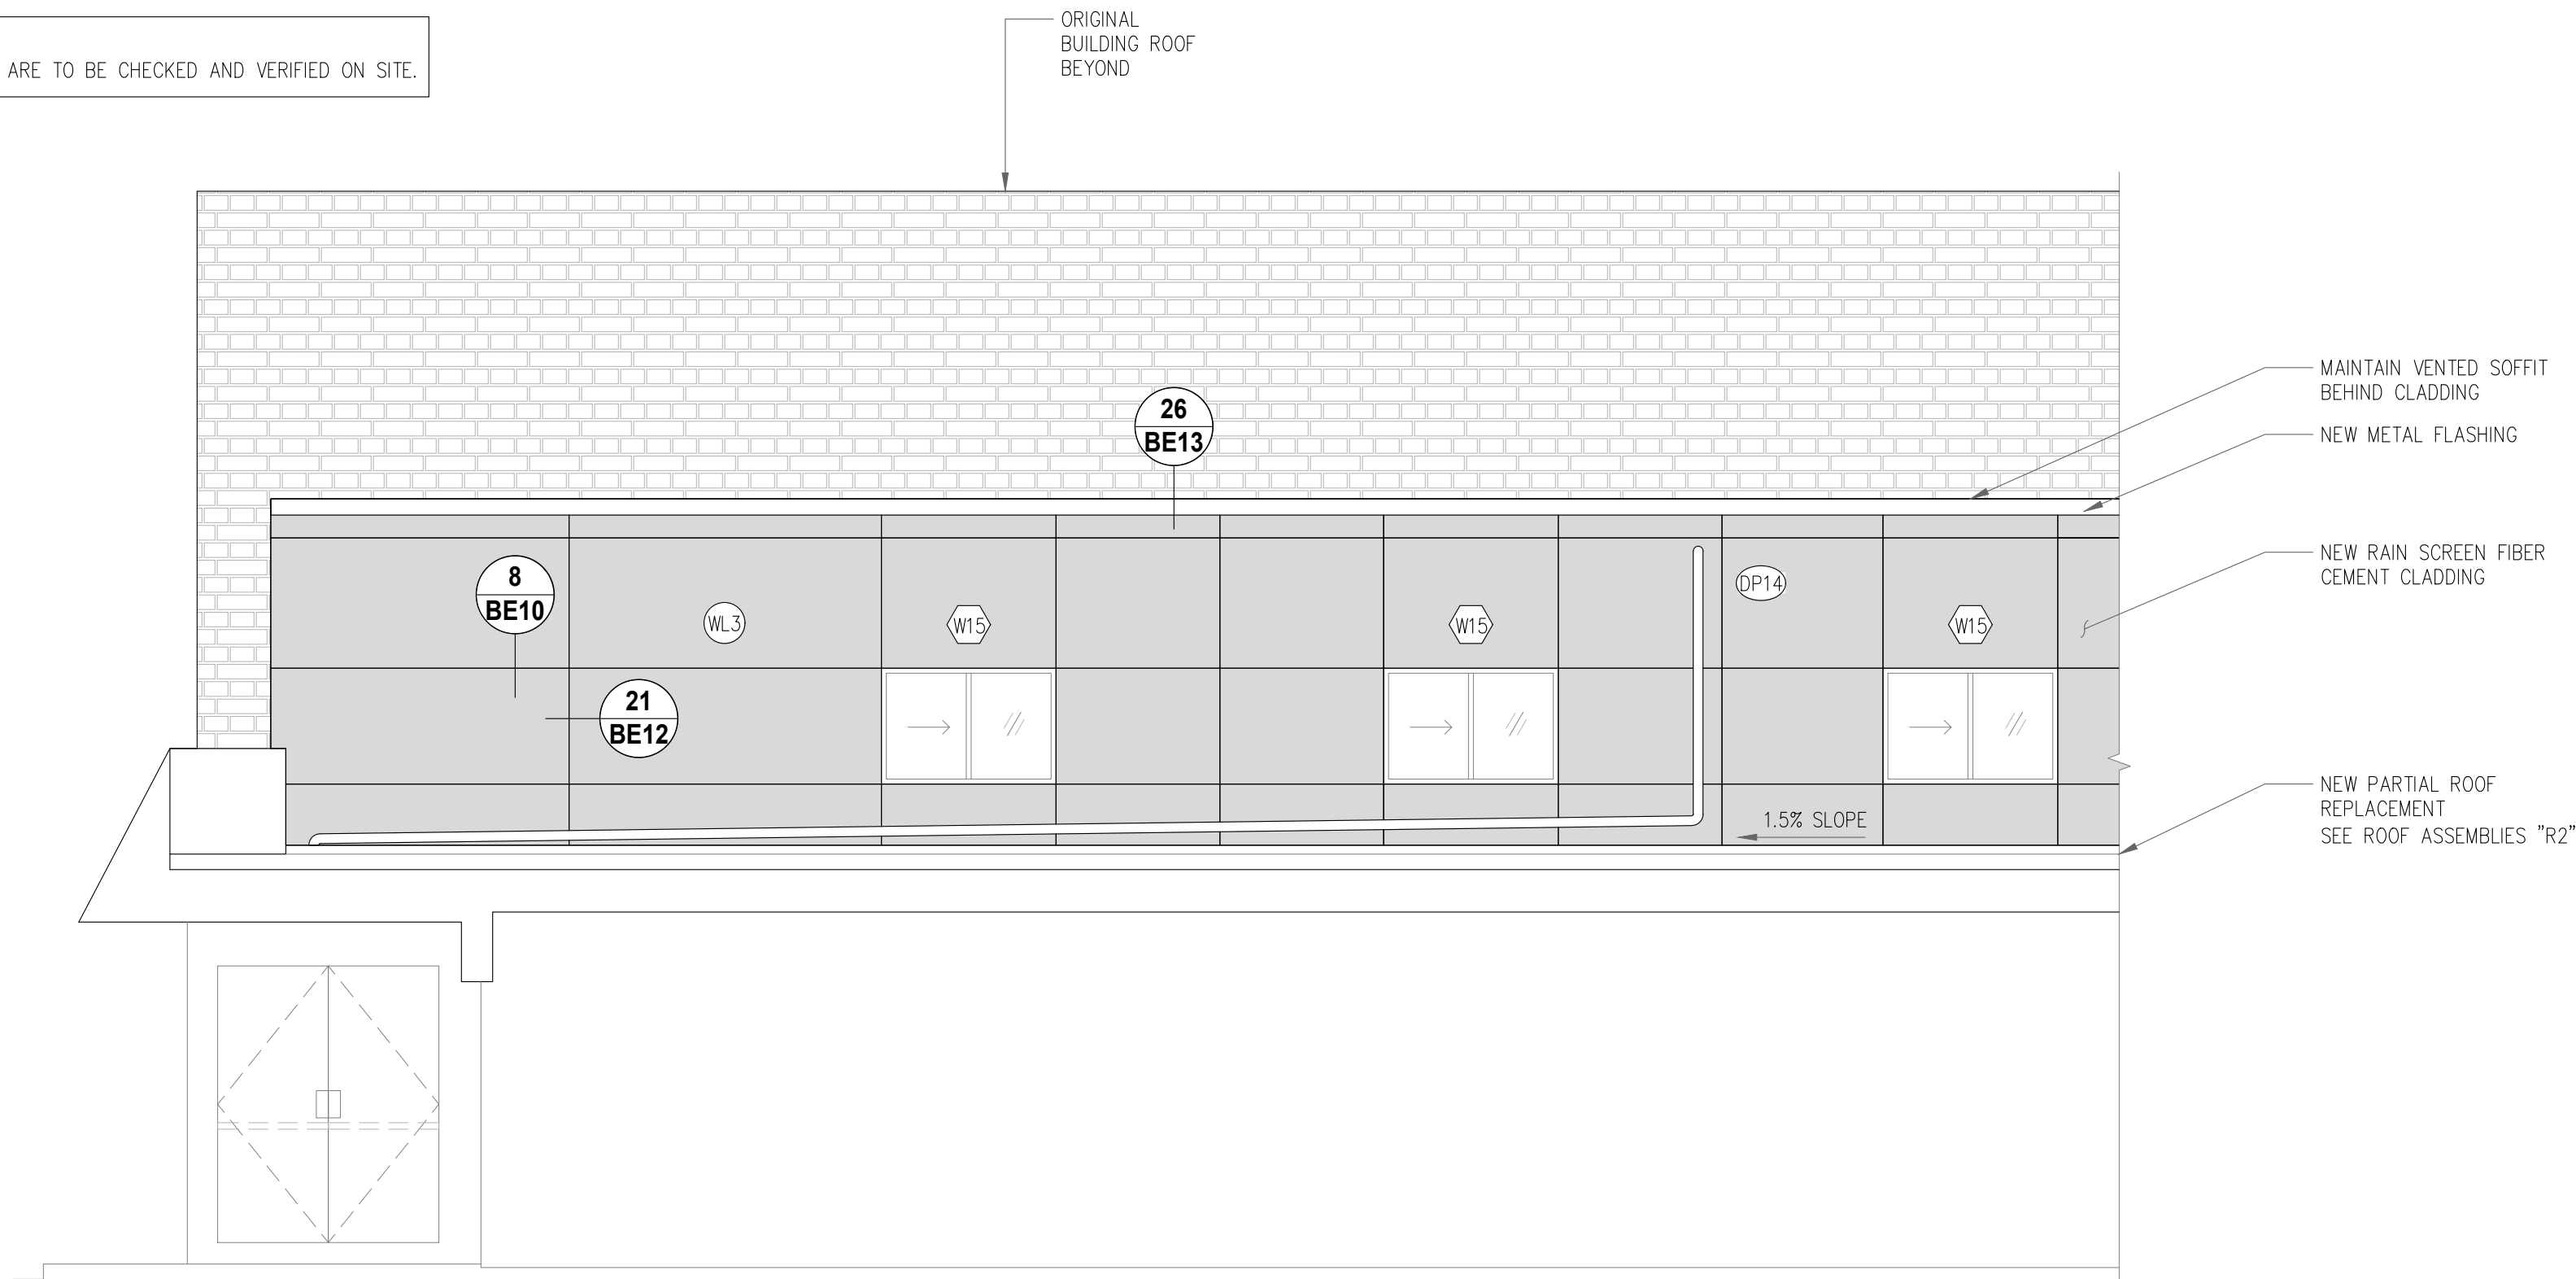 ARE TO BE CHECKED AND VERIFIED ON SITE.
ORIGINAL
BUILDING ROOF
BEYOND
MAINTAIN VENTED SOFFIT
BEHIND CLADDING
NEW METAL FLASHING
NEW RAIN SCREEN FIBER
CEMENT CLADDING
NEW PARTIAL ROOF
REPLACEMENT
SEE ROOF ASSEMBLIES "R2"
26
BE13
8
BE10
WL3
W15
W15
DP14
W15
21
BE12
1.5% SLOPE